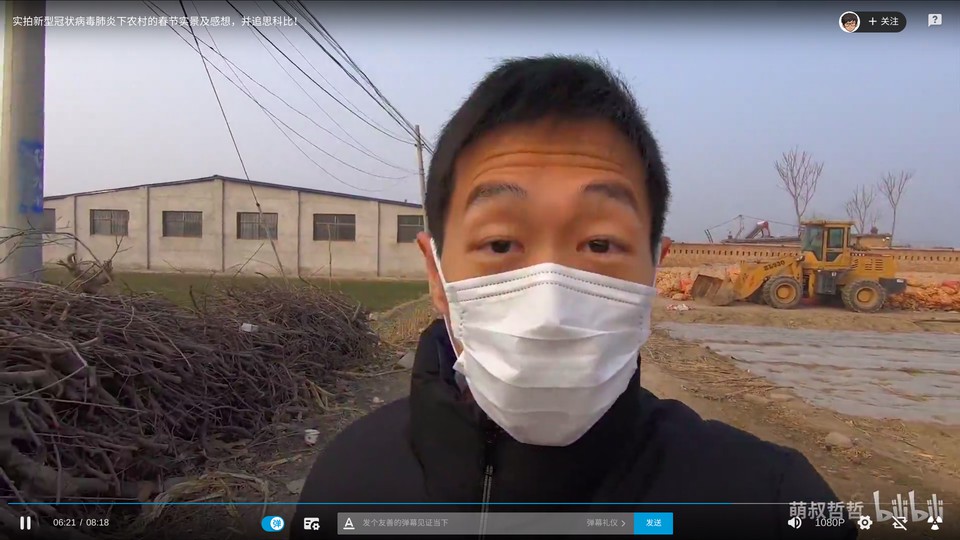 实拍新型冠状病毒肺炎下农村的春节实景及感想，并追思科比！
+ 关注
萌叔哲哲 bilibili
06:21 / 08:18
弹
A 发个友善的弹幕见证当下
弹幕礼仪 >
发送
1080P